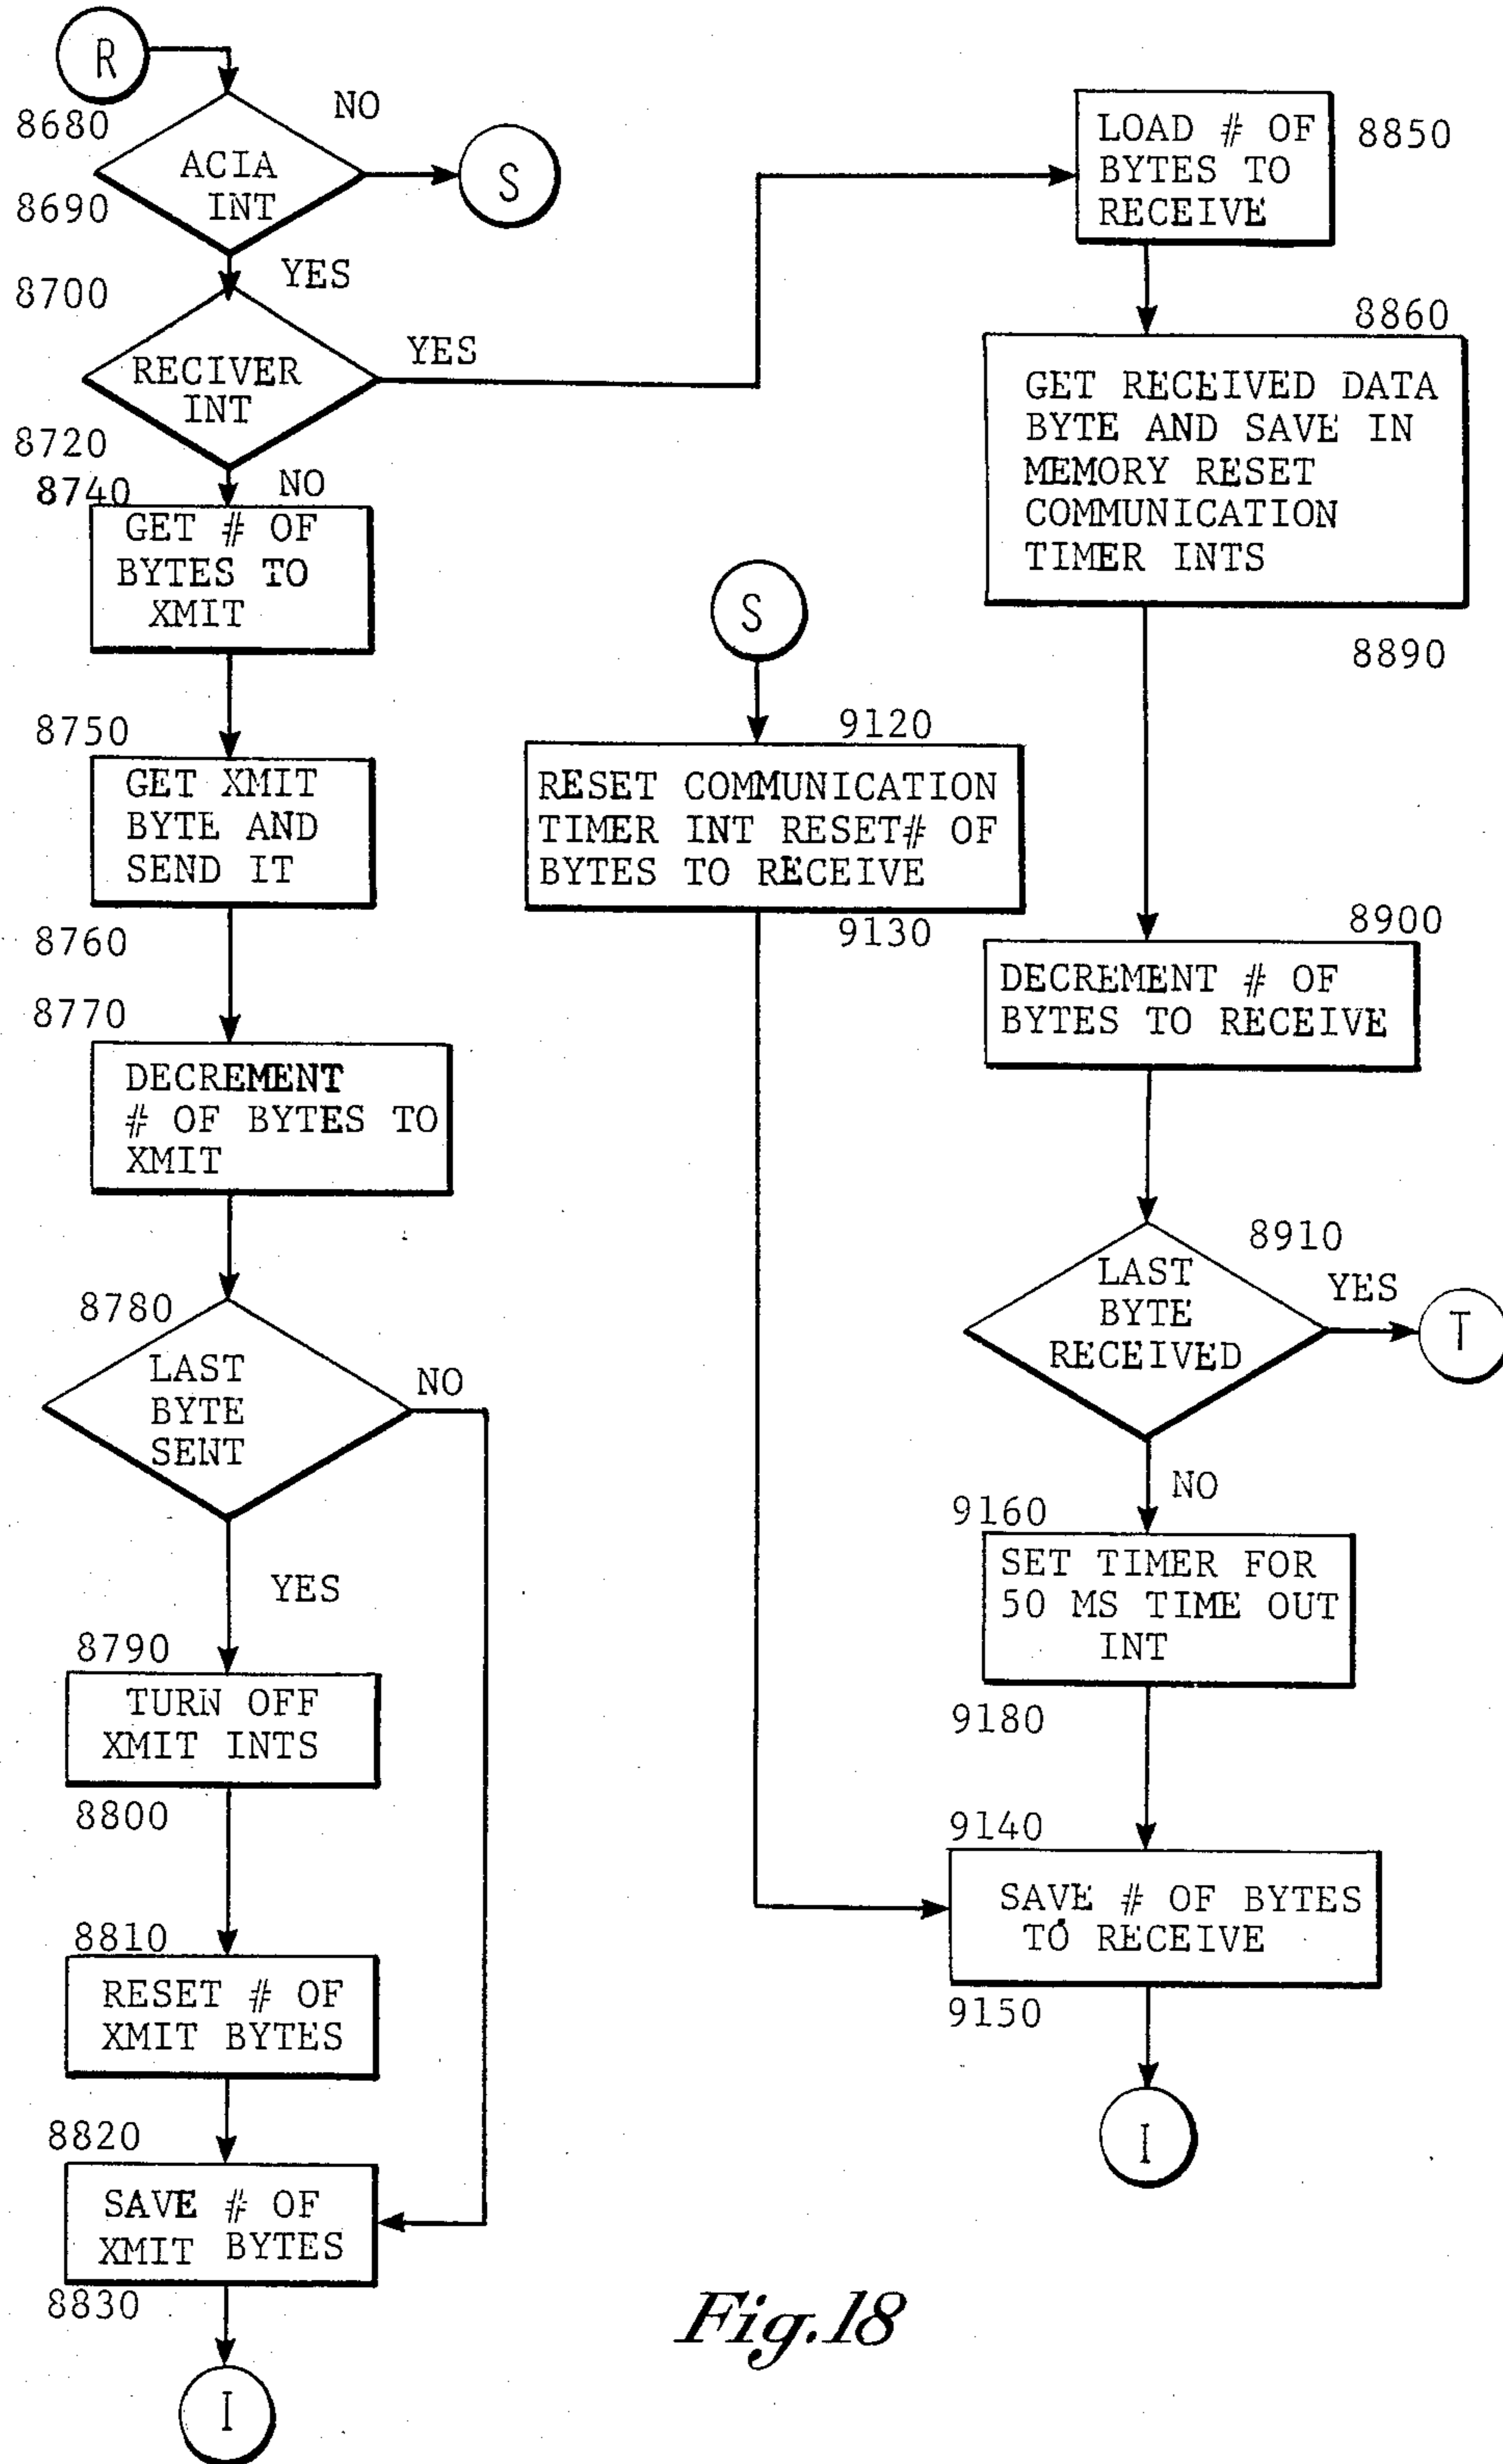 R
8680
NO
ACIA
INT
S
8690
YES
8700
RECIVER
INT
YES
8720
8740
NO
GET # OF
BYTES TO
XMIT
8750
GET XMIT
BYTE AND
SEND IT
8760
8770
DECREMENT
# OF BYTES TO
XMIT
8780
LAST
BYTE
SENT
NO
YES
8790
TURN OFF
XMIT INTS
8800
8810
RESET # OF
XMIT BYTES
8820
SAVE # OF
XMIT BYTES
8830
I
S
9120
RESET COMMUNICATION
TIMER INT RESET# OF
BYTES TO RECEIVE
9130
LOAD # OF
BYTES TO
RECEIVE
8850
8860
GET RECEIVED DATA
BYTE AND SAVE IN
MEMORY RESET
COMMUNICATION
TIMER INTS
8890
8900
DECREMENT # OF
BYTES TO RECEIVE
8910
LAST
BYTE
RECEIVED
YES
T
NO
9160
SET TIMER FOR
50 MS TIME OUT
INT
9180
9140
SAVE # OF BYTES
TO RECEIVE
9150
I
Fig.18